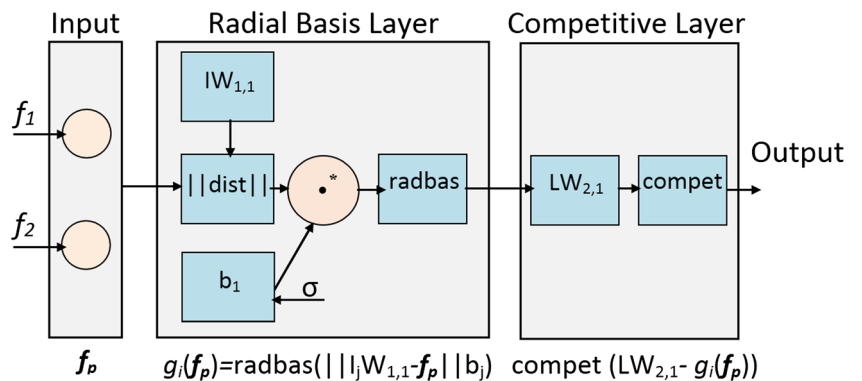 Input
Radial Basis Layer
Competitive Layer
IW1,1
f1
||dist||
.*
radbas
LW2,1
compet
Output
f2
b1
σ
fp
gi(fp)=radbas(||IjW1,1-fp||bj)
compet (LW2,1- gi(fp))